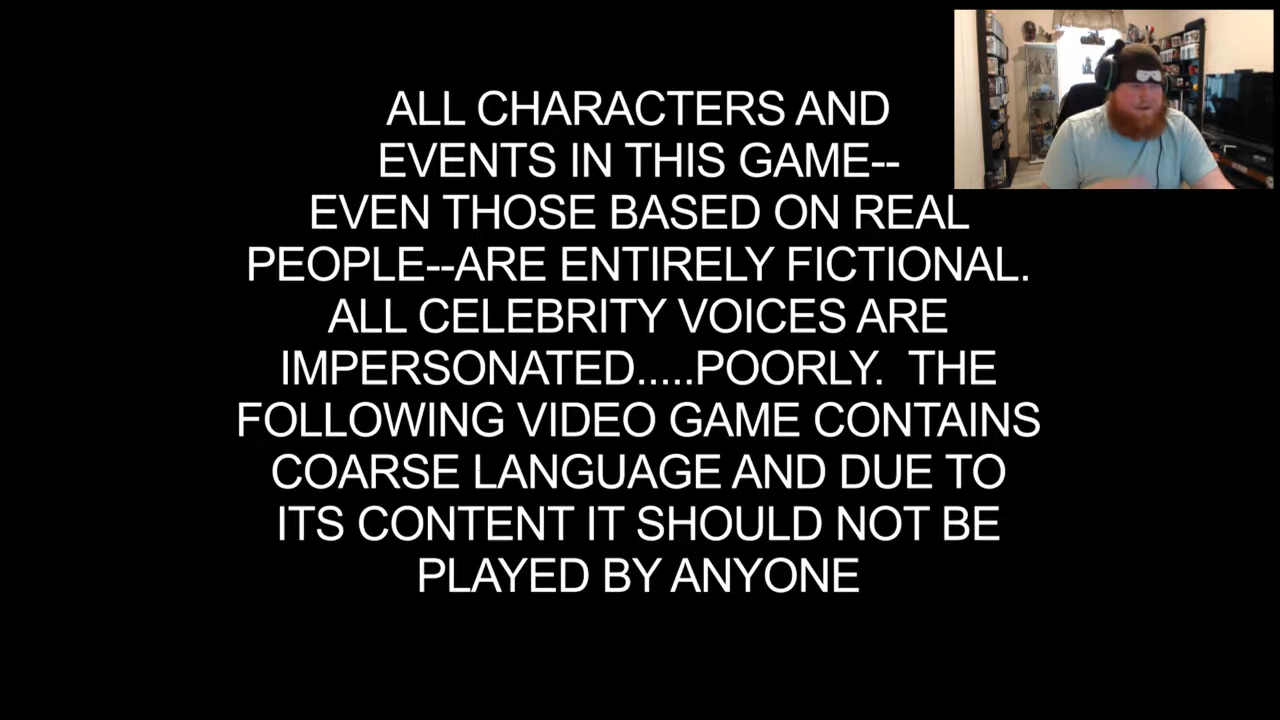 ALL CHARACTERS AND
EVENTS IN THIS GAME--
EVEN THOSE BASED ON REAL
PEOPLE--ARE ENTIRELY FICTIONAL.
ALL CELEBRITY VOICES ARE
IMPERSONATED.....POORLY. THE
FOLLOWING VIDEO GAME CONTAINS
COARSE LANGUAGE AND DUE TO
ITS CONTENT IT SHOULD NOT BE
PLAYED BY ANYONE